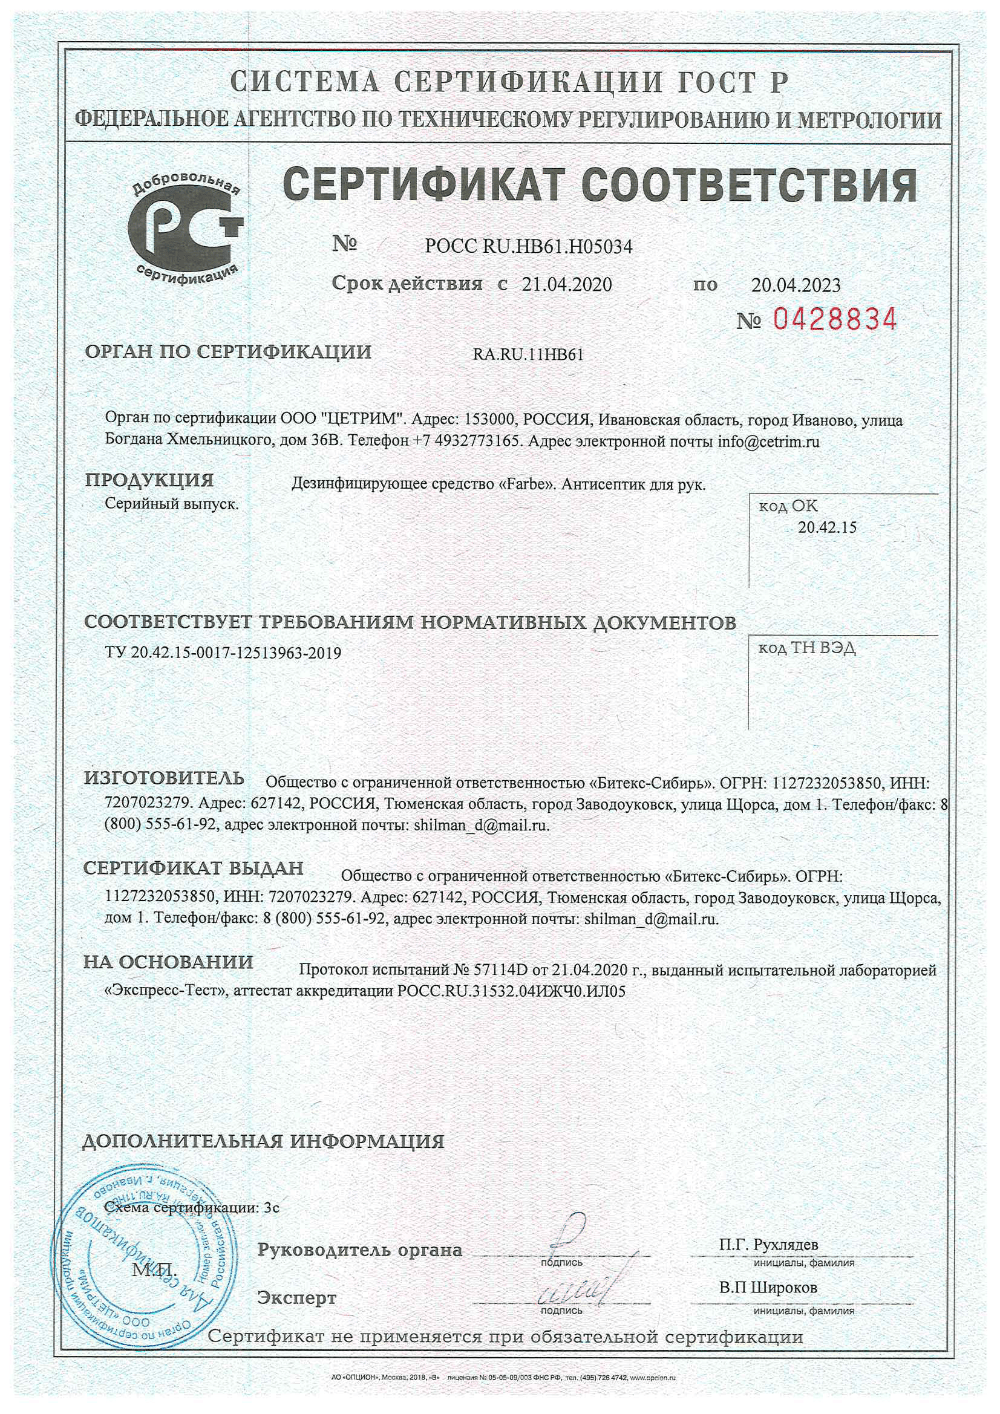 СИСТЕМА СЕРТИФИКАЦИИ ГОСТ Р
ФЕДЕРАЛЬНОЕ АГЕНТСТВО ПО ТЕХНИЧЕСКОМУ РЕГУЛИРОВАНИЮ И МЕТРОЛОГИИ
Добровольная
РСТ
сертификация
СЕРТИФИКАТ СООТВЕТСТВИЯ
№ РОСС RU.НВ61.Н05034
Срок действия с 21.04.2020 по 20.04.2023
№ 0428834
ОРГАН ПО СЕРТИФИКАЦИИ RA.RU.11НВ61
Орган по сертификации ООО "ЦЕТРИМ". Адрес: 153000, РОССИЯ, Ивановская область, город Иваново, улица
Богдана Хмельницкого, дом 36В. Телефон +7 4932773165. Адрес электронной почты info@cetrim.ru
ПРОДУКЦИЯ Дезинфицирующее средство «Farbe». Антисептик для рук.
Серийный выпуск.
код ОК
20.42.15
СООТВЕТСТВУЕТ ТРЕБОВАНИЯМ НОРМАТИВНЫХ ДОКУМЕНТОВ
ТУ 20.42.15-0017-12513963-2019
код ТН ВЭД
ИЗГОТОВИТЕЛЬ Общество с ограниченной ответственностью «Битекс-Сибирь». ОГРН: 1127232053850, ИНН:
7207023279. Адрес: 627142, РОССИЯ, Тюменская область, город Заводоуковск, улица Щорса, дом 1. Телефон/факс: 8
(800) 555-61-92, адрес электронной почты: shilman_d@mail.ru.
СЕРТИФИКАТ ВЫДАН Общество с ограниченной ответственностью «Битекс-Сибирь». ОГРН:
1127232053850, ИНН: 7207023279. Адрес: 627142, РОССИЯ, Тюменская область, город Заводоуковск, улица Щорса,
дом 1. Телефон/факс: 8 (800) 555-61-92, адрес электронной почты: shilman_d@mail.ru.
НА ОСНОВАНИИ Протокол испытаний № 57114D от 21.04.2020 г., выданный испытательной лабораторией
«Экспресс-Тест», аттестат аккредитации РОСС.RU.31532.04ИЖЧ0.ИЛ05
ДОПОЛНИТЕЛЬНАЯ ИНФОРМАЦИЯ
Схема сертификации: 3с
М.П.
Для сертификатов
Орган по сертификации продукции
ООО «ЦЕТРИМ»
Руководитель органа
подпись
П.Г. Рухлядев
инициалы, фамилия
Эксперт
подпись
В.П Широков
инициалы, фамилия
Сертификат не применяется при обязательной сертификации
АО «ОПЦИОН», Москва, 2018, «В» лицензия № 05-05-09/003 ФНС РФ, тел. (495) 726 4742, www.opcion.ru